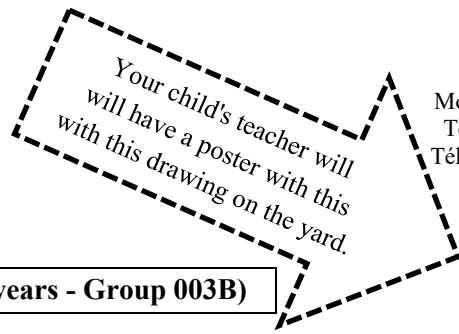 Your child's teacher will
will have a poster with this
with this drawing on the yard.
years - Group 003B)